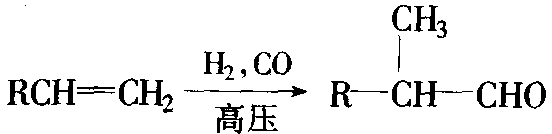 CH₃
RCH=CH₂ H₂,CO R—CH—CHO
高压